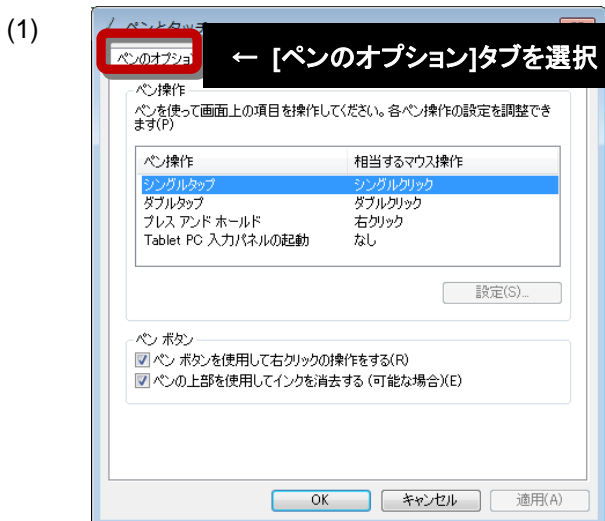 (1)
ペンとタッチ
ペンのオプション
← [ペンのオプション]タブを選択
ペン操作
ペンを使って画面上の項目を操作してください。各ペン操作の設定を調整でき
ます(P)
ペン操作 相当するマウス操作
シングルタップ シングルクリック
ダブルタップ ダブルクリック
プレス アンド ホールド 右クリック
Tablet PC 入力パネルの起動 なし
設定(S)...
ペン ボタン
ペン ボタンを使用して右クリックの操作をする(R)
ペンの上部を使用してインクを消去する (可能な場合)(E)
OK キャンセル 適用(A)